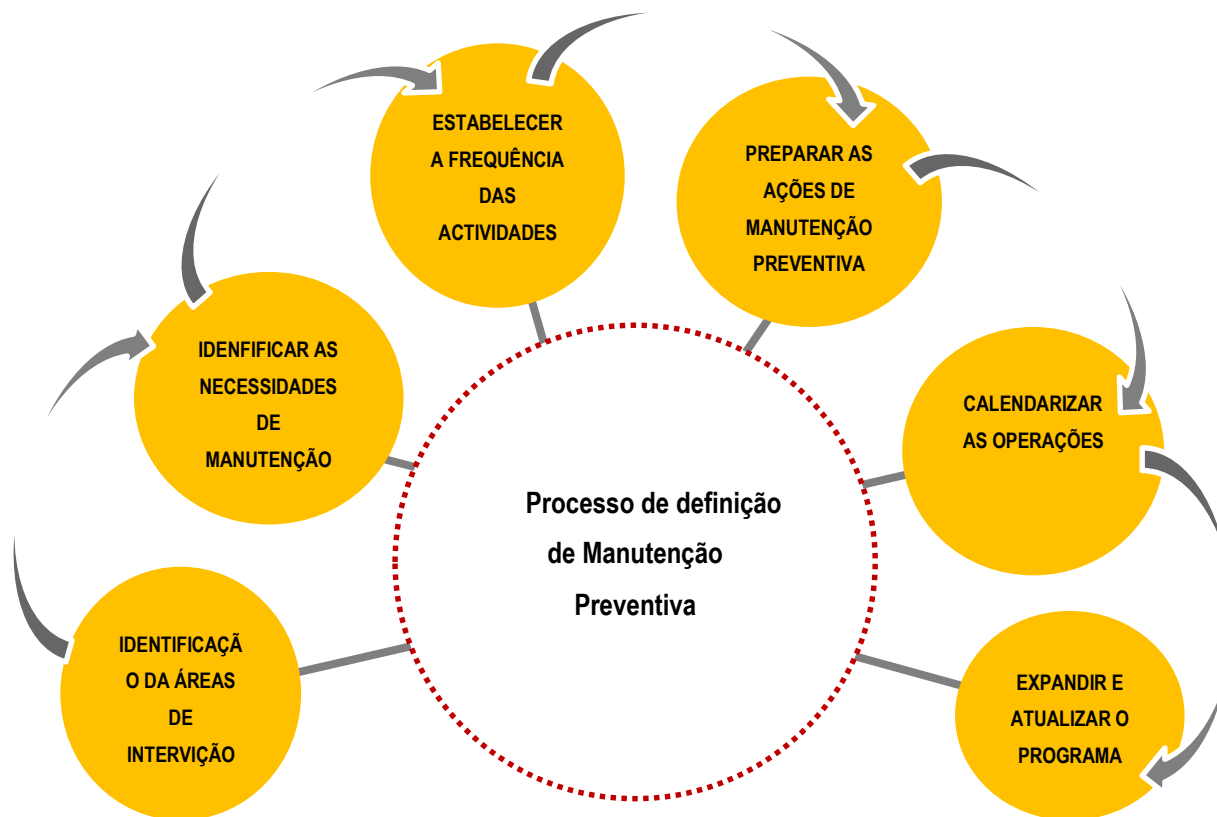 ESTABELECER
A FREQUÊNCIA
DAS
ACTIVIDADES
PREPARAR AS
AÇÕES DE
MANUTENÇÃO
PREVENTIVA
IDENFIFICAR AS
NECESSIDADES
DE
MANUTENÇÃO
CALENDARIZAR
AS OPERAÇÕES
Processo de definição
de Manutenção
Preventiva
IDENTIFICAÇÃ
O DA ÁREAS
DE
INTERVIÇÃO
EXPANDIR E
ATUALIZAR O
PROGRAMA